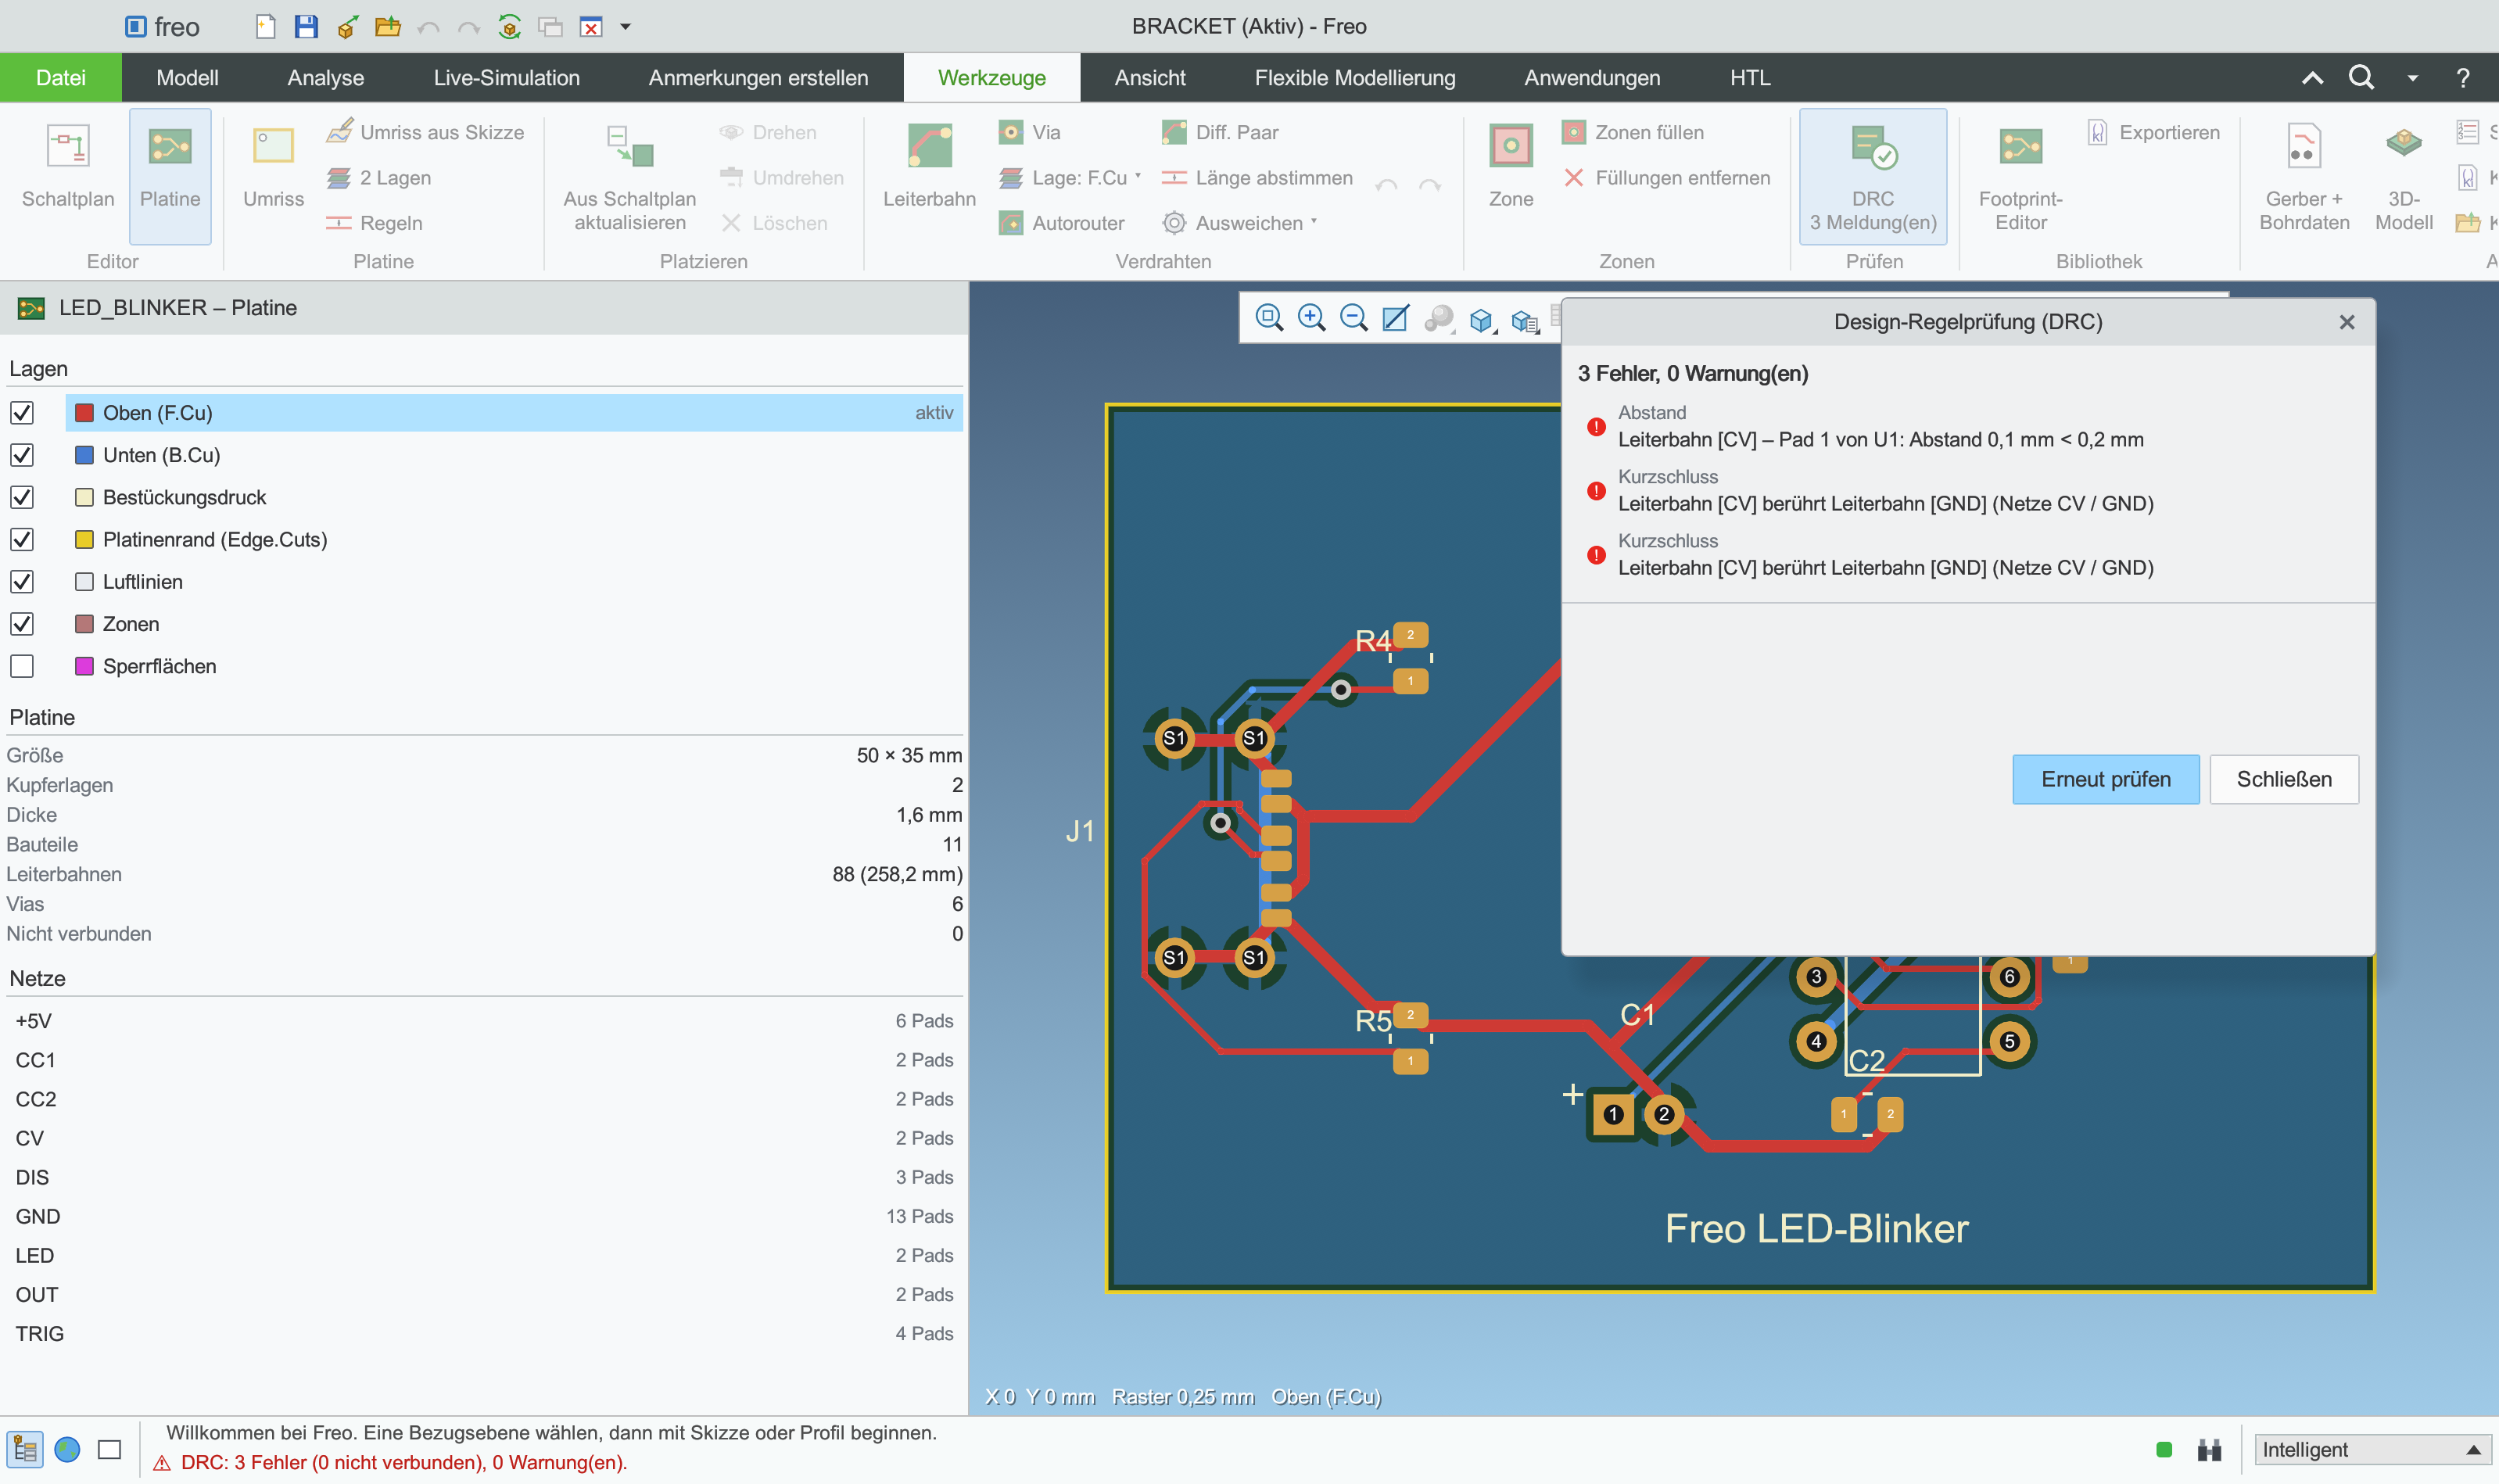 freo
BRACKET (Aktiv) - Freo
Datei
Modell
Analyse
Live-Simulation
Anmerkungen erstellen
Werkzeuge
Ansicht
Flexible Modellierung
Anwendungen
HTL
?
Schaltplan
Platine
Editor
Umriss
Umriss aus Skizze
2 Lagen
Regeln
Platine
Aus Schaltplan
aktualisieren
Drehen
Umdrehen
Löschen
Platzieren
Leiterbahn
Via
Lage: F.Cu
Autorouter
Diff. Paar
Länge abstimmen
Ausweichen
Verdrahten
Zone
Zonen füllen
Füllungen entfernen
Zonen
DRC
3 Meldung(en)
Prüfen
Footprint-
Editor
Exportieren
Bibliothek
Gerber +
Bohrdaten
3D-
Modell
LED_BLINKER – Platine
Lagen
Oben (F.Cu) aktiv
Unten (B.Cu)
Bestückungsdruck
Platinenrand (Edge.Cuts)
Luftlinien
Zonen
Sperrflächen
Platine
Größe 50 × 35 mm
Kupferlagen 2
Dicke 1,6 mm
Bauteile 11
Leiterbahnen 88 (258,2 mm)
Vias 6
Nicht verbunden 0
Netze
+5V 6 Pads
CC1 2 Pads
CC2 2 Pads
CV 2 Pads
DIS 3 Pads
GND 13 Pads
LED 2 Pads
OUT 2 Pads
TRIG 4 Pads
Design-Regelprüfung (DRC)
3 Fehler, 0 Warnung(en)
Abstand
Leiterbahn [CV] – Pad 1 von U1: Abstand 0,1 mm < 0,2 mm
Kurzschluss
Leiterbahn [CV] berührt Leiterbahn [GND] (Netze CV / GND)
Kurzschluss
Leiterbahn [CV] berührt Leiterbahn [GND] (Netze CV / GND)
Erneut prüfen
Schließen
R4
2
1
S1
S1
J1
S1
S1
R5
2
1
C1
+
1
2
3
6
1
4
5
C2
1
2
Freo LED-Blinker
X 0 Y 0 mm Raster 0,25 mm Oben (F.Cu)
Willkommen bei Freo. Eine Bezugsebene wählen, dann mit Skizze oder Profil beginnen.
DRC: 3 Fehler (0 nicht verbunden), 0 Warnung(en).
Intelligent